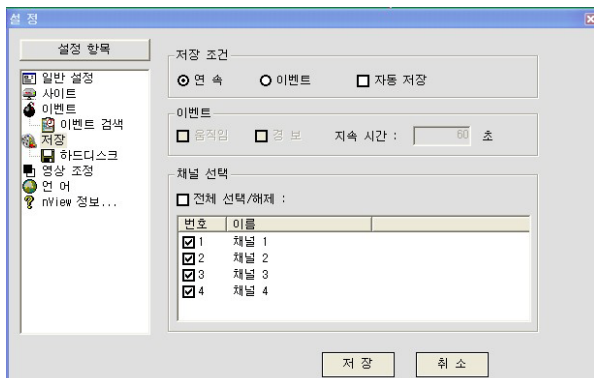 설 정
설정 항목
일반 설정
사이트
이벤트
이벤트 검색
저장
하드디스크
영상 조정
언 어
nView 정보...
저장 조건
연 속 이벤트 자동 저장
이벤트
움직임 경 보 지속 시간 : 60 초
채널 선택
전체 선택/해제 :
번호 이름
1 채널 1
2 채널 2
3 채널 3
4 채널 4
저 장 취 소